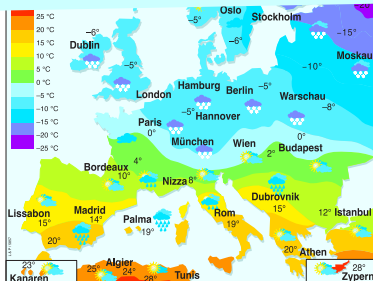 25 °C
20 °C
15 °C
10 °C
5 °C
0 °C
-5 °C
-10 °C
-15 °C
-20 °C
-25 °C
Oslo
-5°
Stockholm
-20°
-6°
-6°
-15°
Dublin
-5°
Moskau
-10°
Hamburg
London
Berlin
-5°
Warschau
-5°
Hannover
-8°
Paris
0°
0°
München
Wien
2°
Budapest
4°
Bordeaux
10°
Nizza
8°
Dubrovnik
15°
Lissabon
15°
Madrid
14°
Palma
19°
Rom
19°
12°
Istanbul
20°
20°
Athen
23°
Kanaren
Algier
25°
24°
28°
Tunis
28°
Zypern